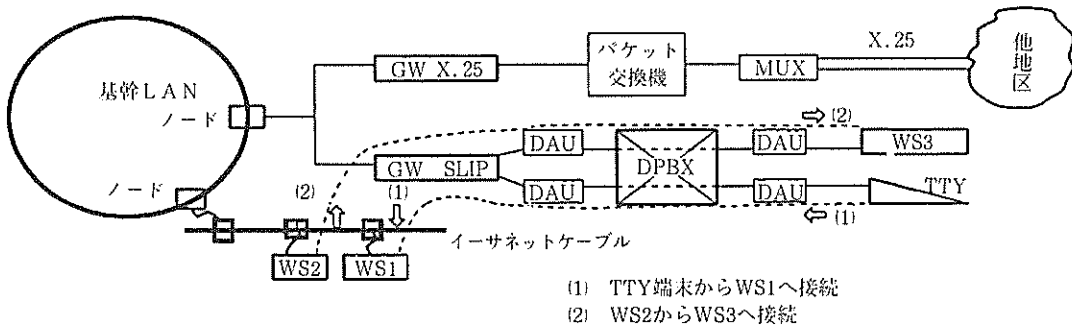 基幹LAN
ノード
ノード
GW X.25
パケット
交換機
MUX
X.25
他地区
(2)
DAU
DAU
WS3
GW SLIP
DPBX
(2)
(1)
DAU
DAU
TTY
(1)
イーサネットケーブル
WS2
WS1
(1) TTY端末からWS1へ接続
(2) WS2からWS3へ接続